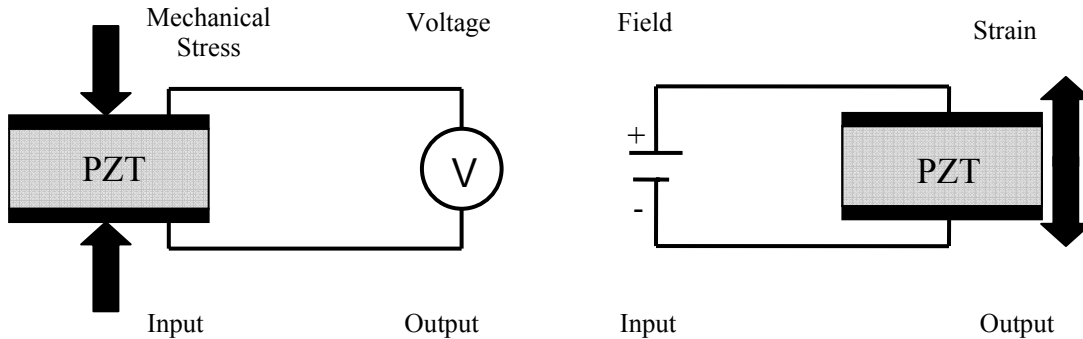 Mechanical
Stress
Voltage
Field
Strain
PZT
V
+
-
PZT
Input
Output
Input
Output